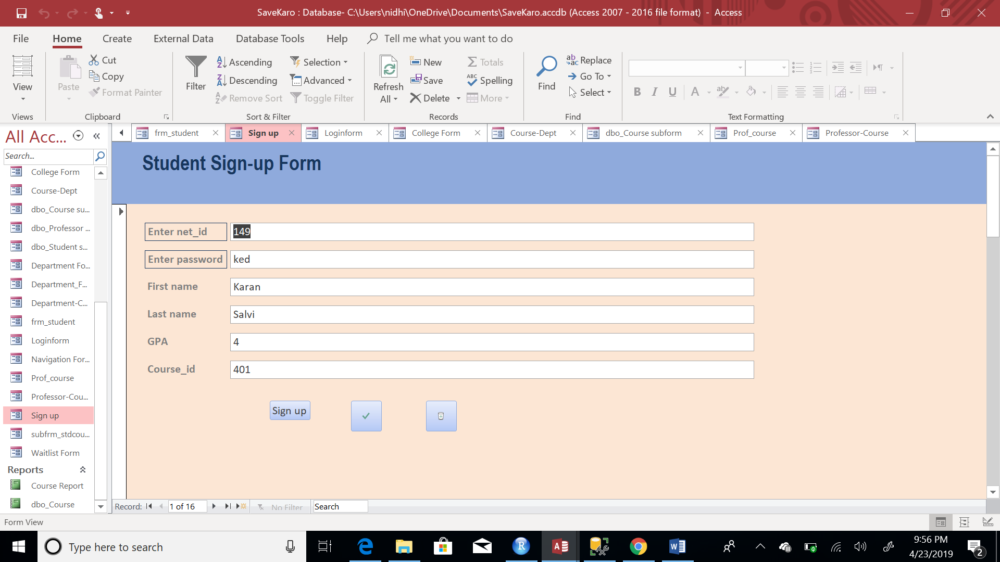 SaveKaro : Database- C:\Users\nidhi\OneDrive\Documents\SaveKaro.accdb (Access 2007 - 2016 file format) - Access
File Home Create External Data Database Tools Help Tell me what you want to do
View
Views
Paste
Cut
Copy
Format Painter
Clipboard
Filter
Ascending
Descending
Remove Sort
Selection
Advanced
Toggle Filter
Sort & Filter
Refresh
All
New
Save
Delete
Totals
Spelling
More
Records
Find
Replace
Go To
Select
Find
B I U A
Text Formatting
All Acc...
Search...
College Form
Course-Dept
dbo_Course su...
dbo_Professor ...
dbo_Student s...
Department Fo...
Department_F...
Department-C...
frm_student
Loginform
Navigation For...
Prof_course
Professor-Cou...
Sign up
subfrm_stdcou...
Waitlist Form
Reports
Course Report
dbo_Course
frm_student Sign up Loginform College Form Course-Dept dbo_Course subform Prof_course Professor-Course
Student Sign-up Form
Enter net_id 149
Enter password ked
First name Karan
Last name Salvi
GPA 4
Course_id 401
Sign up
Record: 1 of 16 No Filter Search
Form View
Type here to search
9:56 PM
4/23/2019
2